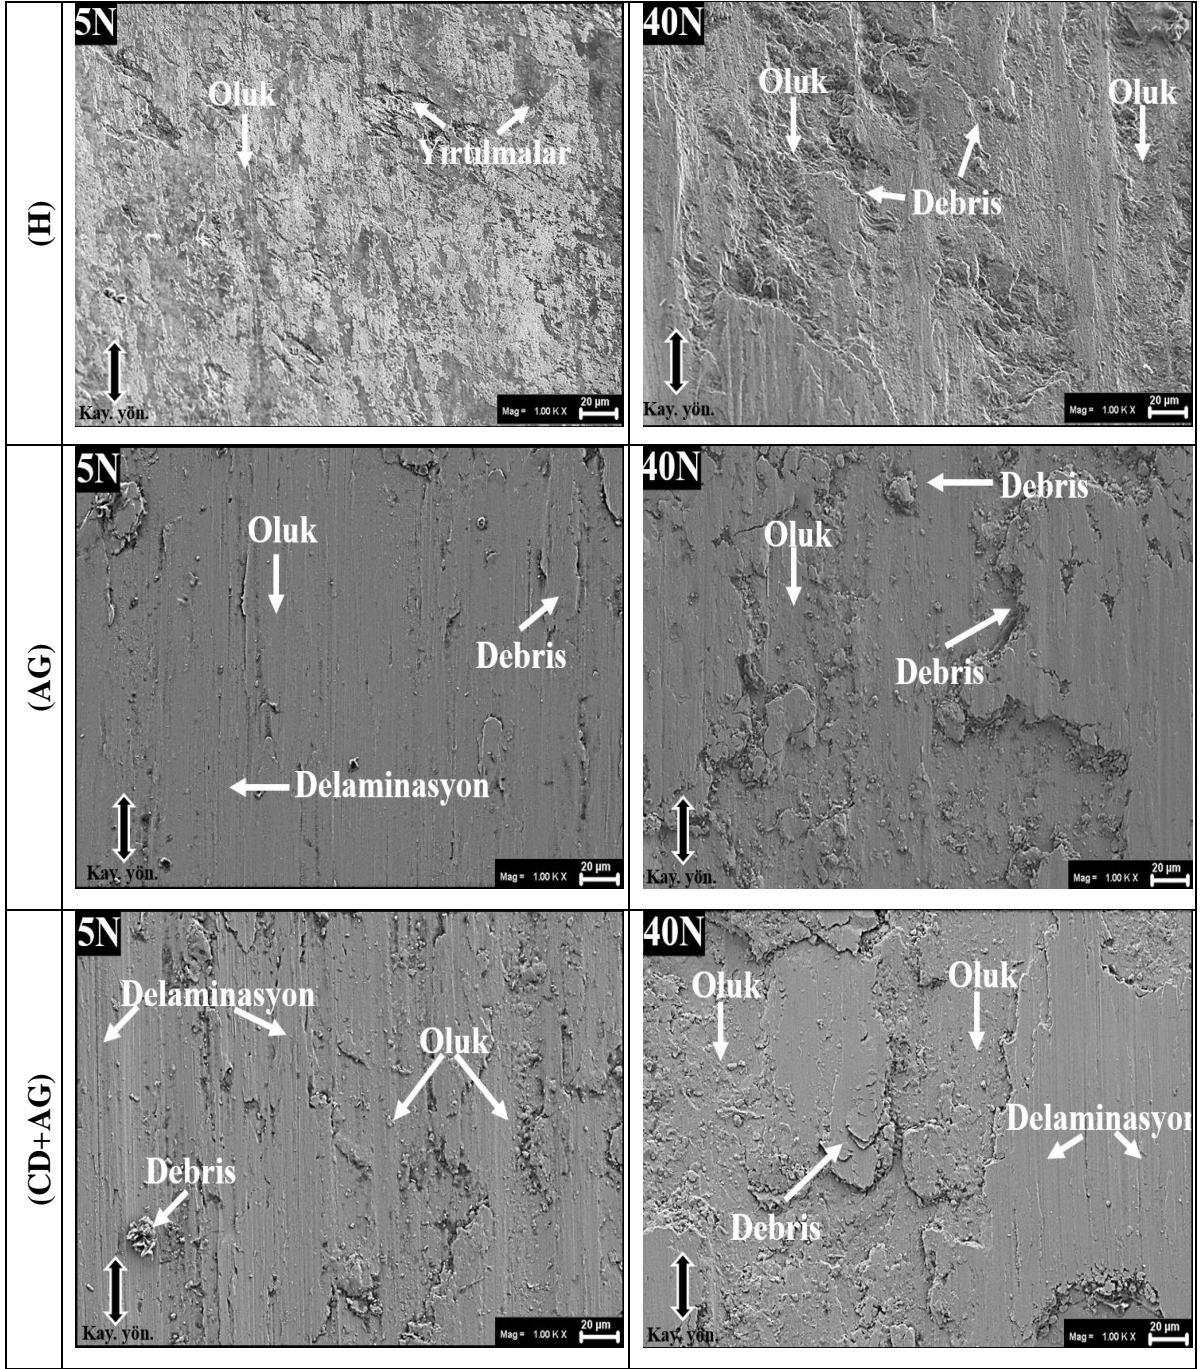 (H)
5N
Oluk
Yırtılmalar
Kay. yön.
Mag = 1.00 K X
20 µm
40N
Oluk
Oluk
Debris
Kay. yön.
Mag = 1.00 K X
20 µm
(AG)
5N
Oluk
Debris
Delaminasyon
Kay. yön.
Mag = 1.00 K X
20 µm
40N
Debris
Oluk
Debris
Kay. yön.
Mag = 1.00 K X
20 µm
(CD+AG)
5N
Delaminasyon
Oluk
Debris
Kay. yön.
Mag = 1.00 K X
20 µm
40N
Oluk
Oluk
Delaminasyon
Debris
Kay. yön.
Mag = 1.00 K X
20 µm